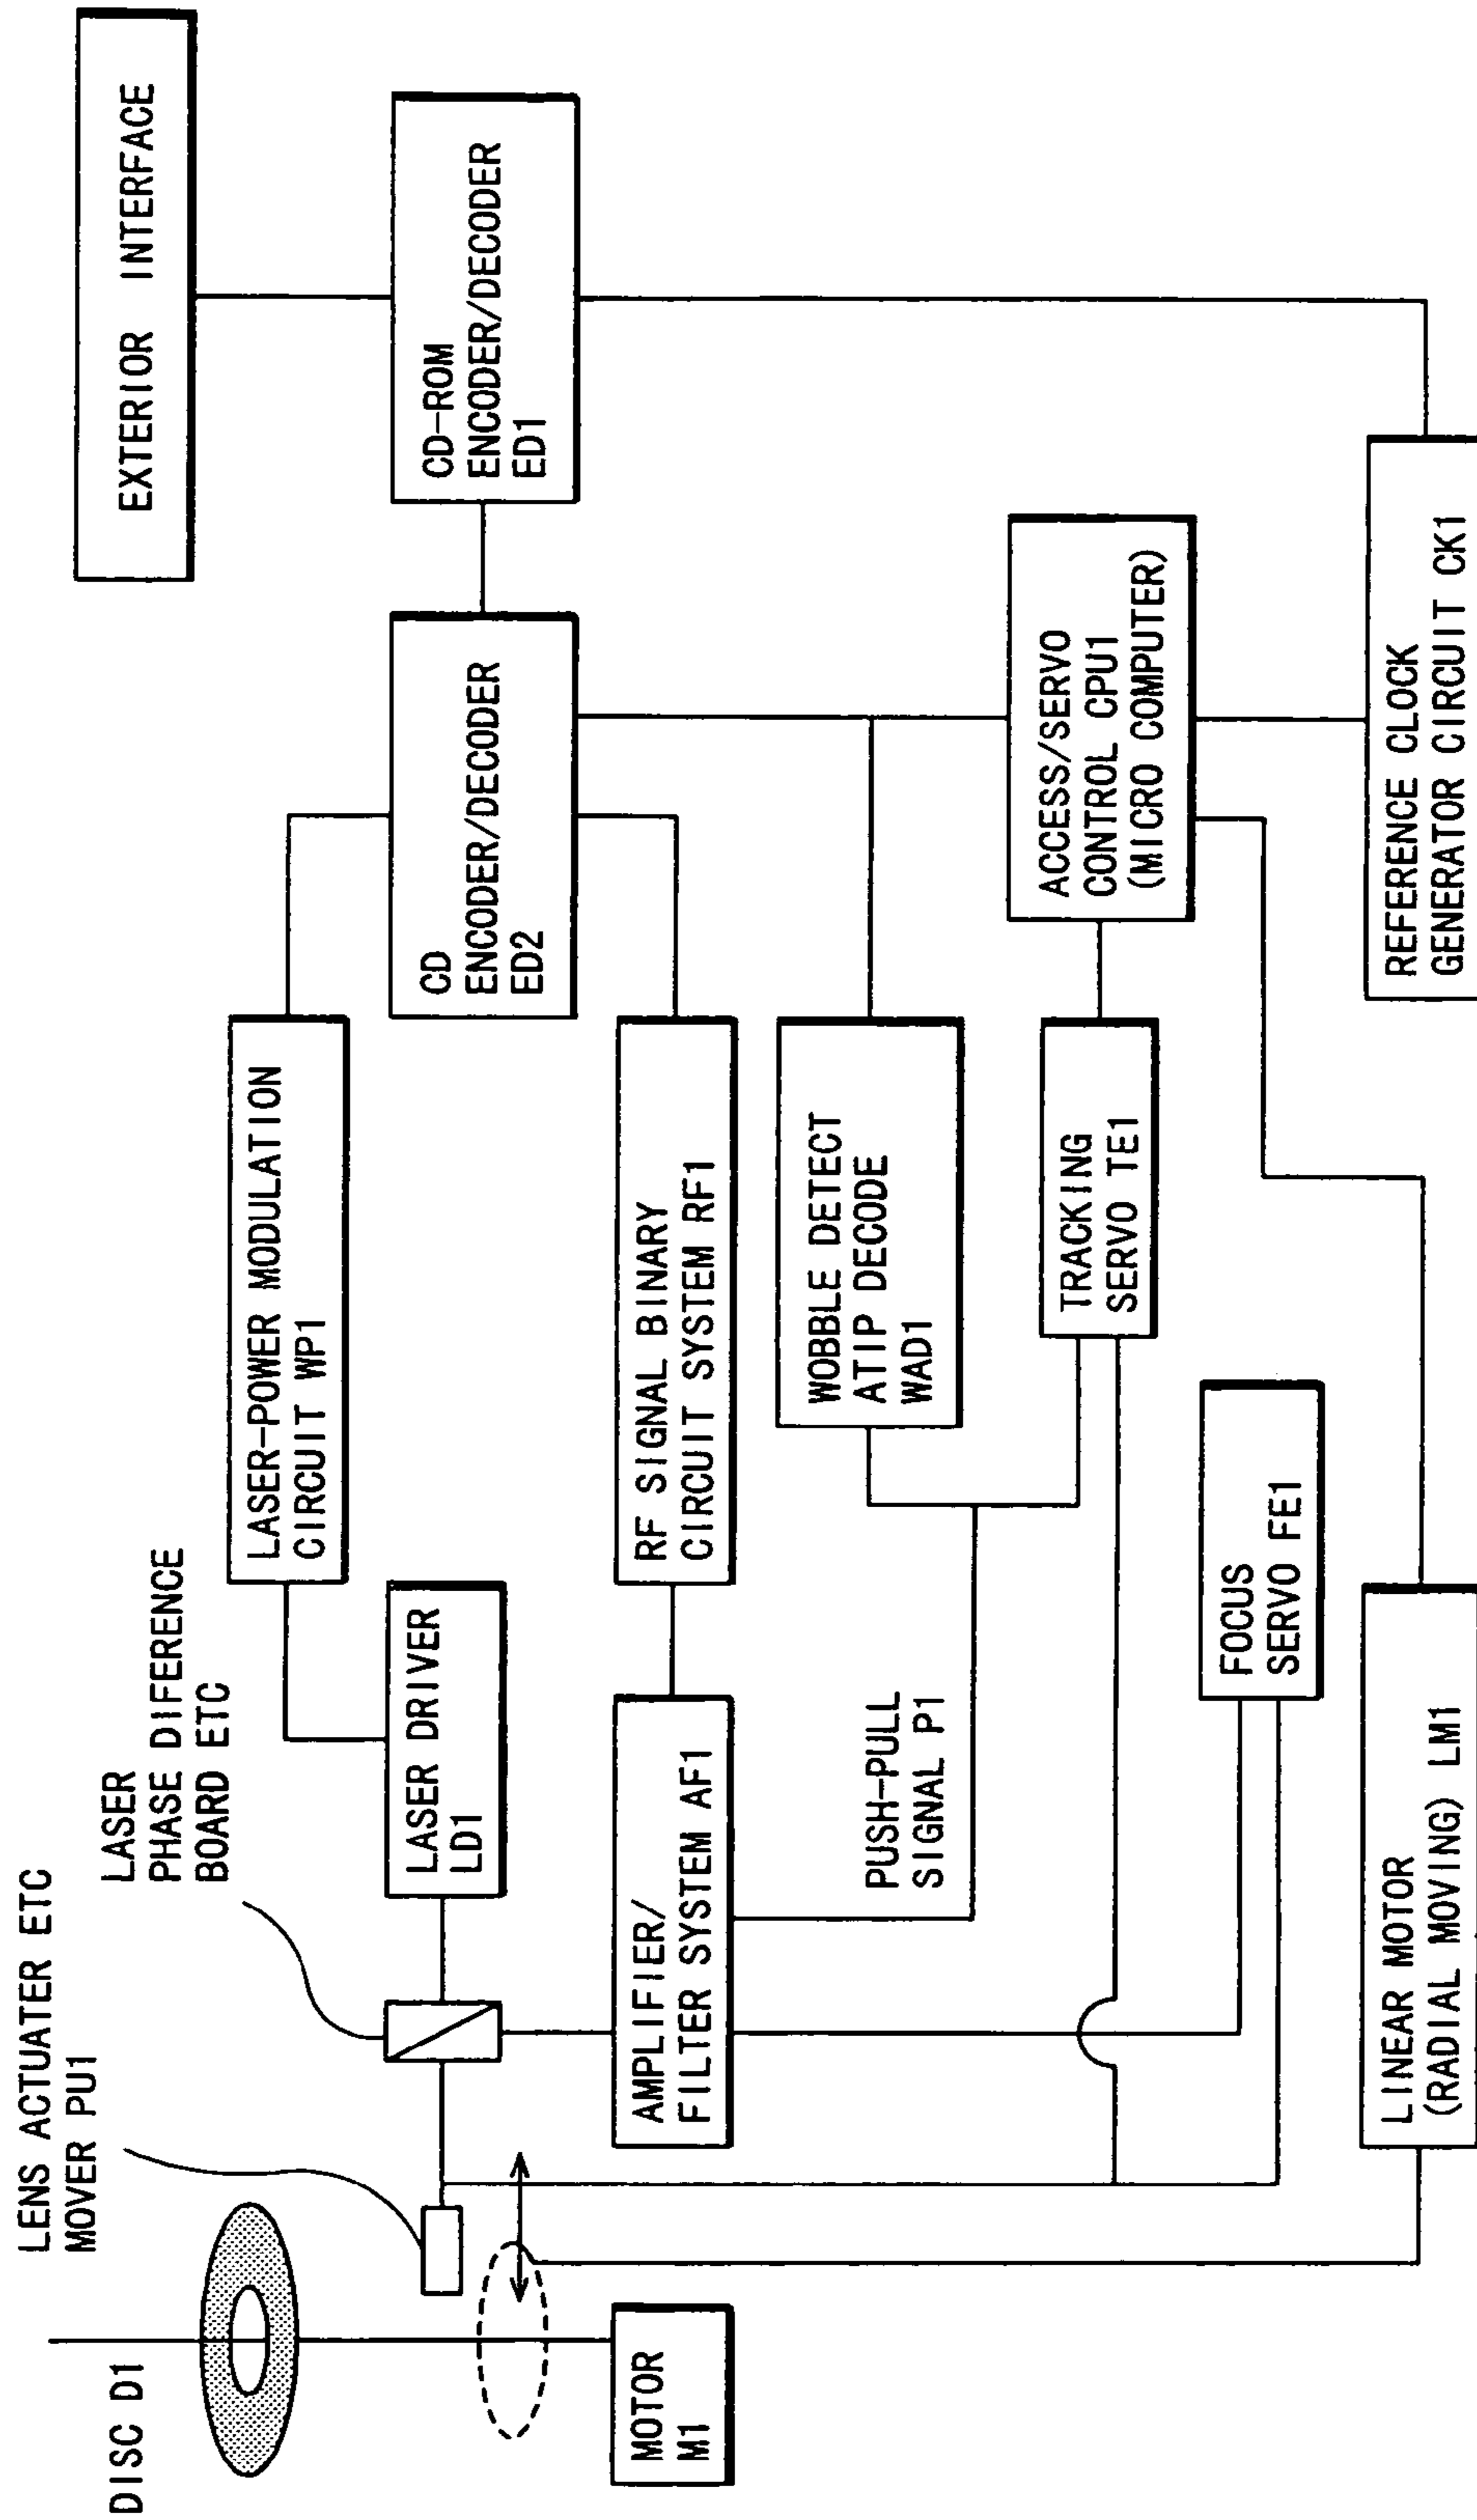 DISC D1
LENS ACTUATER ETC
MOVER PU1
LASER
PHASE DIFERENCE
BOARD ETC
EXTERIOR INTERFACE
LASER-POWER MODULATION
CIRCUIT WP1
LASER DRIVER
LD1
CD
ENCODER/DECODER
ED2
CD-ROM
ENCODER/DECODER
ED1
MOTOR
M1
AMPLIFIER/
FILTER SYSTEM AF1
RF SIGNAL BINARY
CIRCUIT SYSTEM RF1
PUSH-PULL
SIGNAL P1
WOBBLE DETECT
ATIP DECODE
WAD1
TRACKING
SERVO TE1
ACCESS/SERVO
CONTROL CPU1
(MICRO COMPUTER)
FOCUS
SERVO FE1
LINEAR MOTOR
(RADIAL MOVING) LM1
REFERENCE CLOCK
GENERATOR CIRCUIT CK1